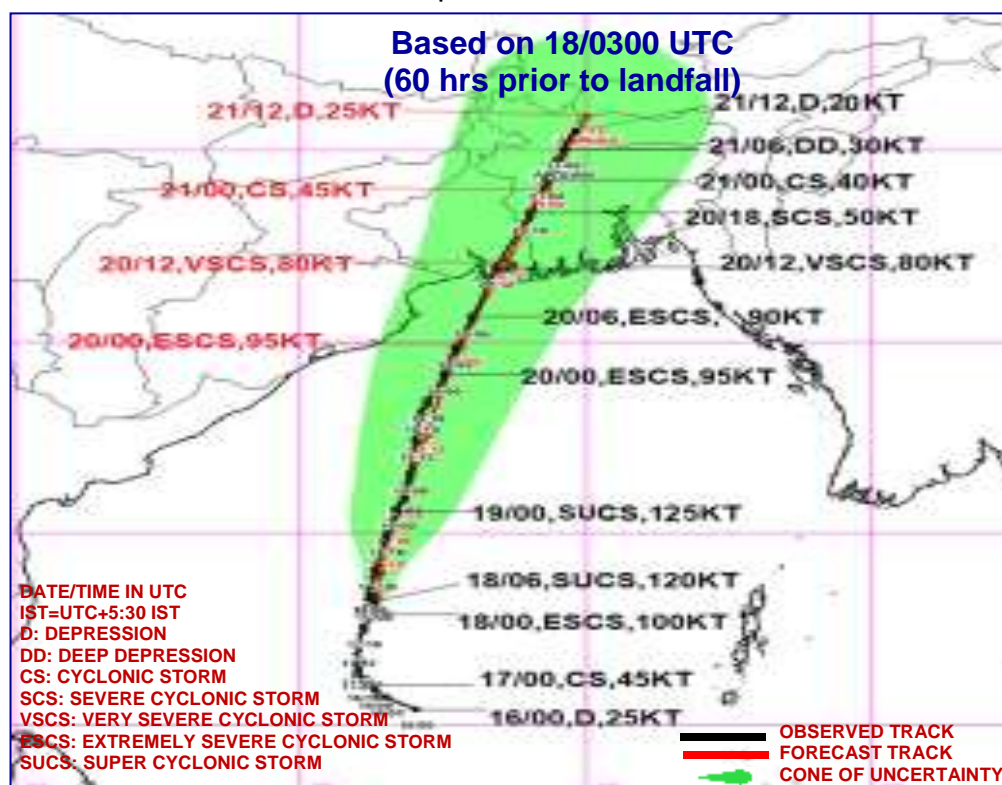 Based on 18/0300 UTC
(60 hrs prior to landfall)
21/12,D,25KT
21/12,D,20KT
21/06,DD,30KT
21/00,CS,45KT
21/00,CS,40KT
20/18,SCS,50KT
20/12,VSCS,80KT
20/12,VSCS,80KT
20/06,ESCS, 90KT
20/00,ESCS,95KT
20/00,ESCS,95KT
19/00,SUCS,125KT
18/06,SUCS,120KT
18/00,ESCS,100KT
17/00,CS,45KT
16/00,D,25KT
DATE/TIME IN UTC
IST=UTC+5:30 IST
D: DEPRESSION
DD: DEEP DEPRESSION
CS: CYCLONIC STORM
SCS: SEVERE CYCLONIC STORM
VSCS: VERY SEVERE CYCLONIC STORM
ESCS: EXTREMELY SEVERE CYCLONIC STORM
SUCS: SUPER CYCLONIC STORM
OBSERVED TRACK
FORECAST TRACK
CONE OF UNCERTAINTY